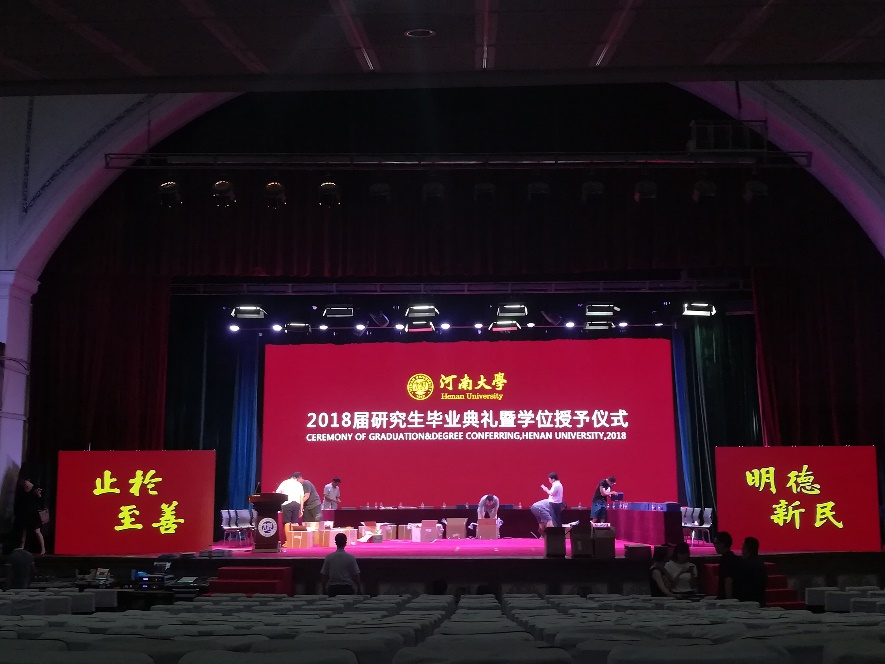 河南大學
Henan University
2018届研究生毕业典礼暨学位授予仪式
CEREMONY OF GRADUATION&DEGREE CONFERRING,HENAN UNIVERSITY,2018
止於
至善
明德
新民